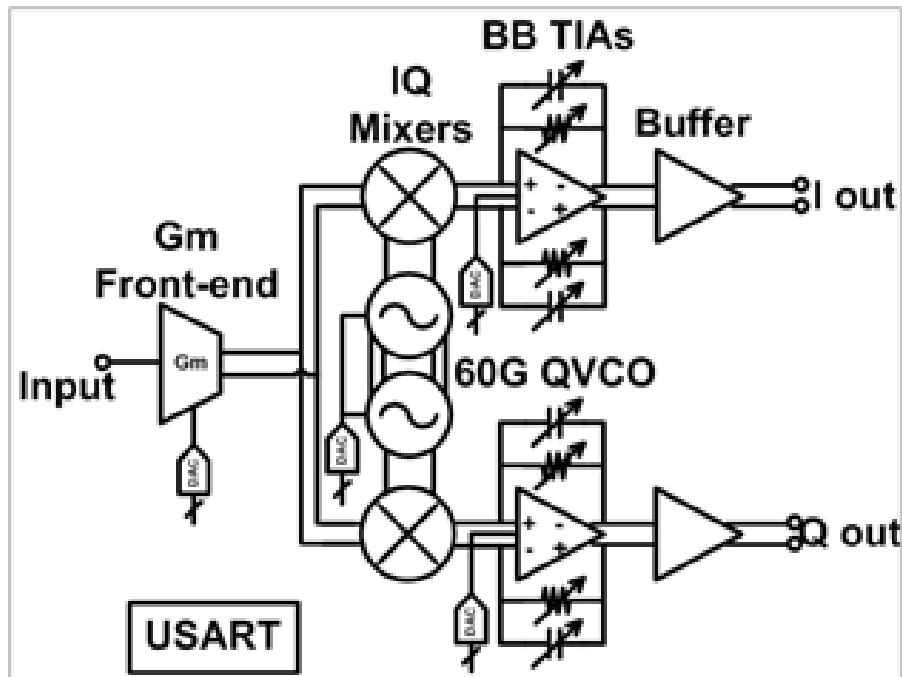 BB TIAs
IQ
Mixers
Buffer
+ -
- +
I out
Gm
Front-end
DAC
Gm
Input
60G QVCO
DAC
DAC
+ -
- +
Q out
DAC
USART